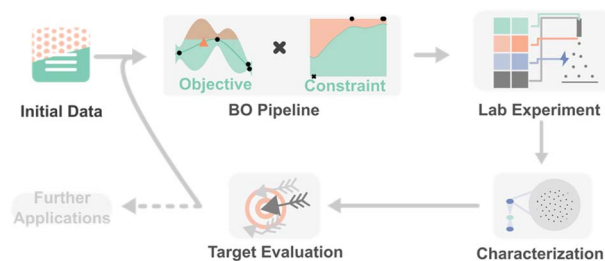 Objective
Constraint
Initial Data
BO Pipeline
Lab Experiment
Further
Applications
Target Evaluation
Characterization